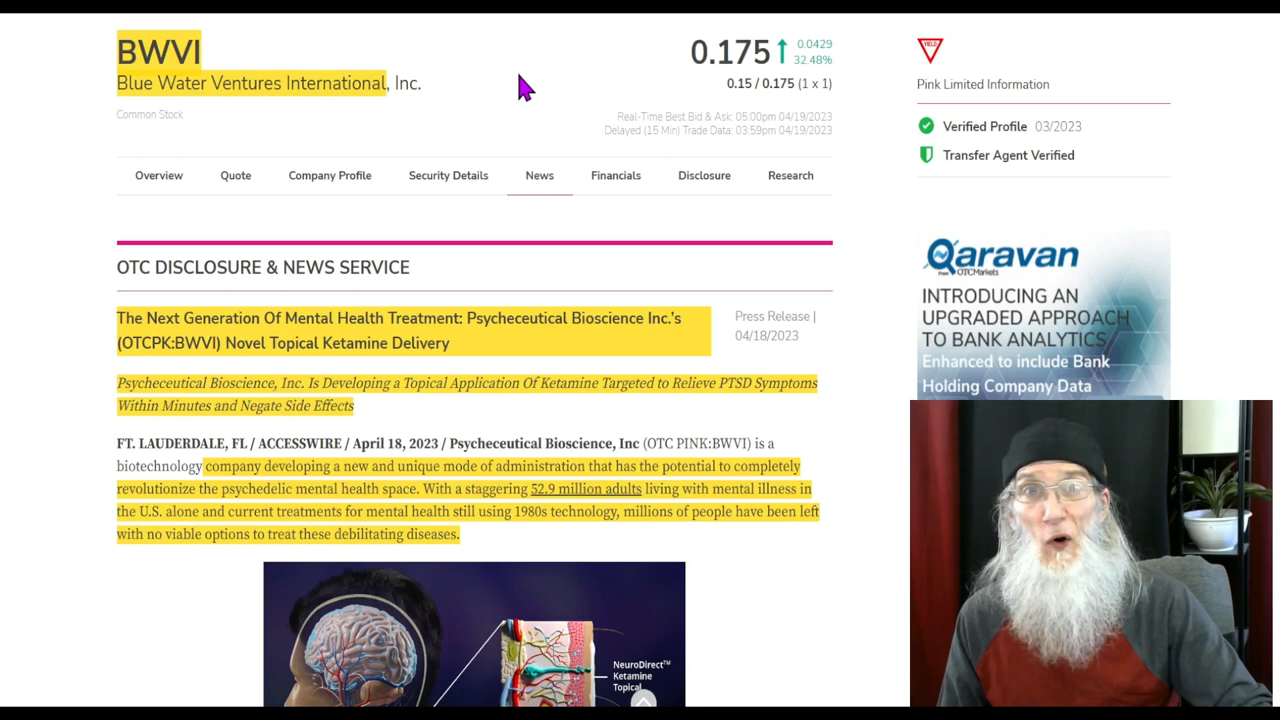 BWVI
Blue Water Ventures International, Inc.
Common Stock
0.175
0.0429
32.48%
0.15 / 0.175 (1 x 1)
Real-Time Best Bid & Ask: 05:00pm 04/19/2023
Delayed (15 Min) Trade Data: 03:59pm 04/19/2023
YIELD
Pink Limited Information
Verified Profile 03/2023
Transfer Agent Verified
Overview Quote Company Profile Security Details News Financials Disclosure Research
OTC DISCLOSURE & NEWS SERVICE
The Next Generation Of Mental Health Treatment: Psycheceutical Bioscience Inc.'s
(OTCPK:BWVI) Novel Topical Ketamine Delivery
Press Release |
04/18/2023
Psycheceutical Bioscience, Inc. Is Developing a Topical Application Of Ketamine Targeted to Relieve PTSD Symptoms
Within Minutes and Negate Side Effects
FT. LAUDERDALE, FL / ACCESSWIRE / April 18, 2023 / Psycheceutical Bioscience, Inc (OTC PINK:BWVI) is a
biotechnology company developing a new and unique mode of administration that has the potential to completely
revolutionize the psychedelic mental health space. With a staggering 52.9 million adults living with mental illness in
the U.S. alone and current treatments for mental health still using 1980s technology, millions of people have been left
with no viable options to treat these debilitating diseases.
NeuroDirect™
Ketamine
Topical
Qaravan
From OTCMarkets
INTRODUCING AN
UPGRADED APPROACH
TO BANK ANALYTICS
Enhanced to include Bank
Holding Company Data